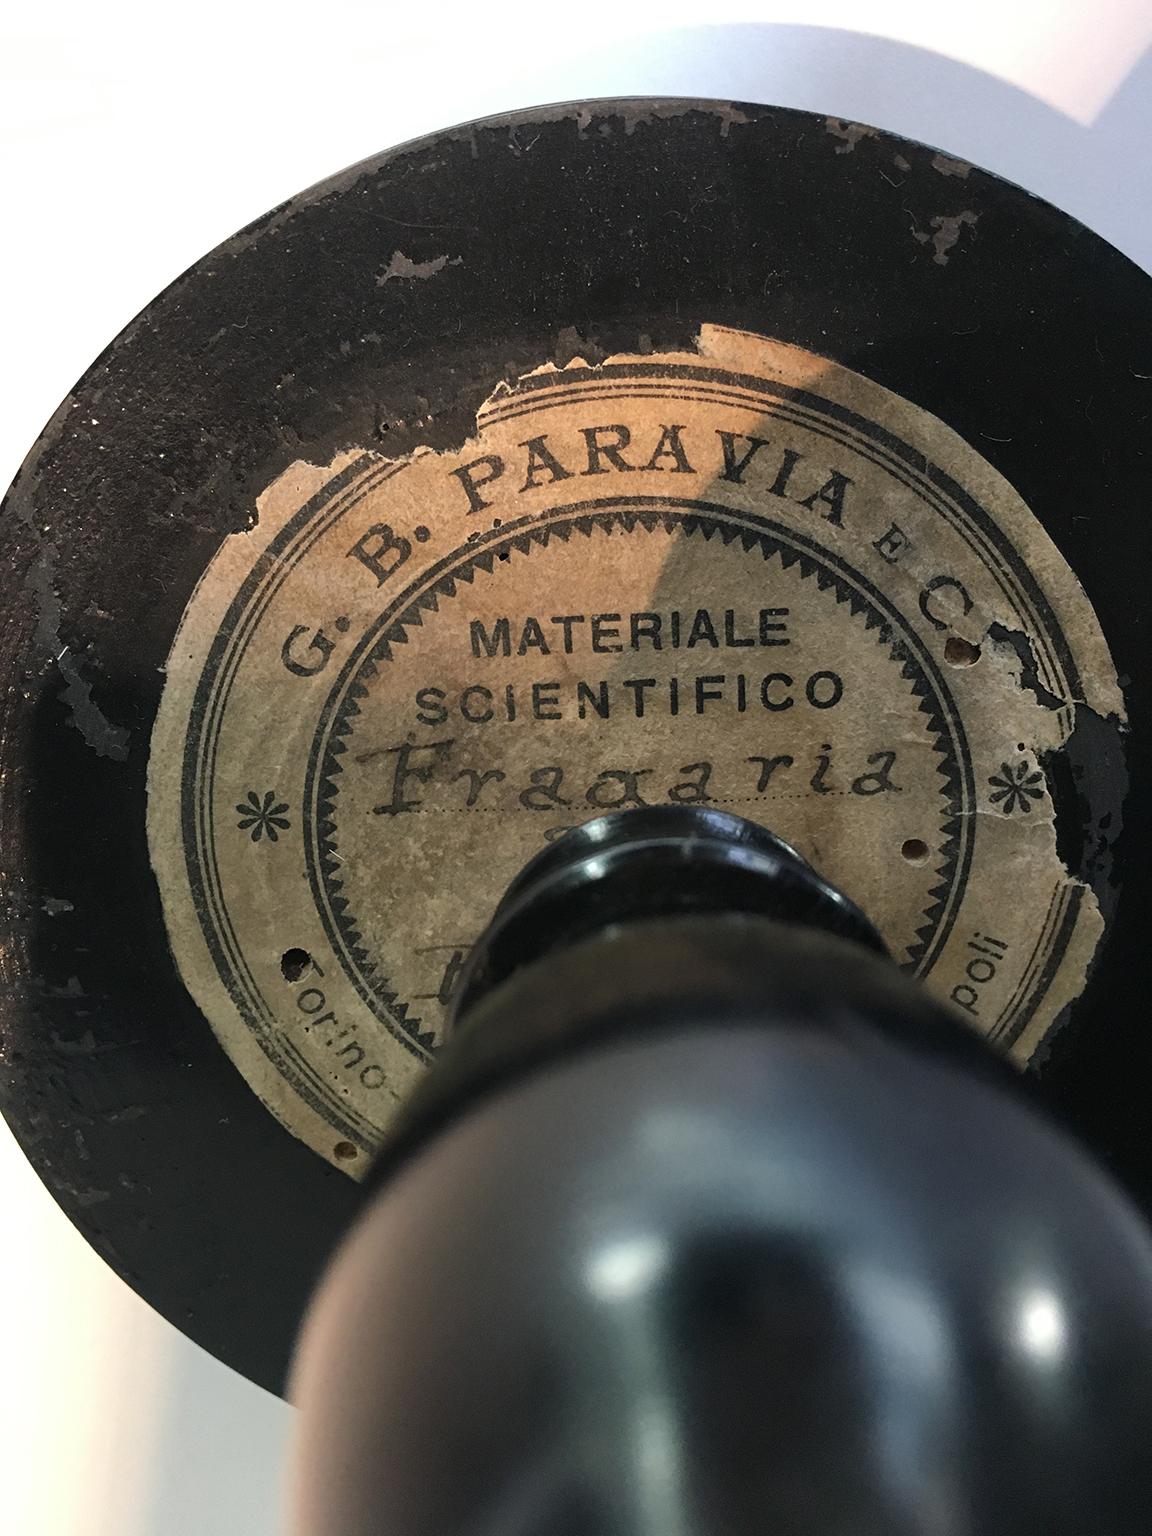 G. B. PARAVIA E C.
MATERIALE
SCIENTIFICO
Fragaria
Torino-
poli